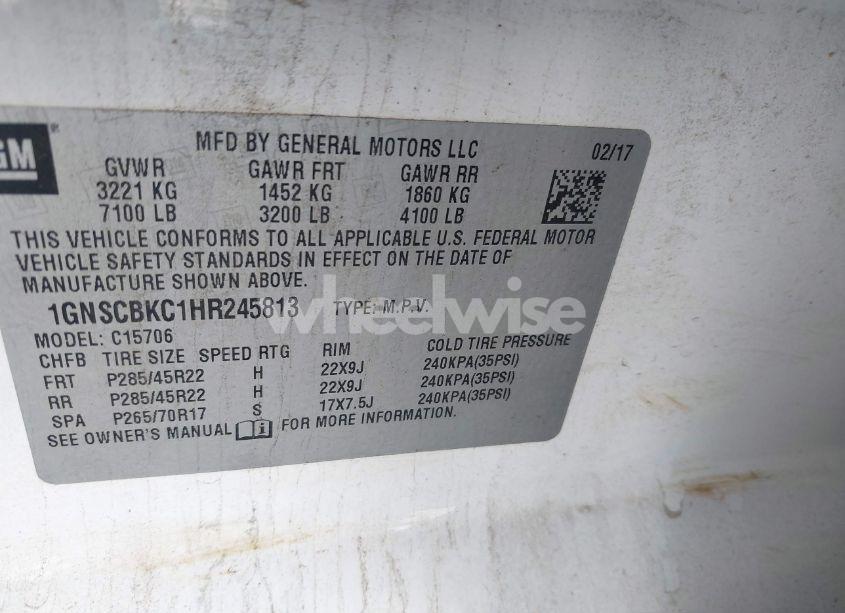 GM®
MFD BY GENERAL MOTORS LLC 02/17
GVWR GAWR FRT GAWR RR
3221 KG 1452 KG 1860 KG
7100 LB 3200 LB 4100 LB
THIS VEHICLE CONFORMS TO ALL APPLICABLE U.S. FEDERAL MOTOR
VEHICLE SAFETY STANDARDS IN EFFECT ON THE DATE OF
MANUFACTURE SHOWN ABOVE.
1GNSCBKC1HR245813 TYPE: M.P.V.
wheelwise
MODEL: C15706
CHFB TIRE SIZE SPEED RTG RIM COLD TIRE PRESSURE
FRT P285/45R22 H 22X9J 240KPA(35PSI)
RR P285/45R22 H 22X9J 240KPA(35PSI)
SPA P265/70R17 S 17X7.5J 240KPA(35PSI)
SEE OWNER'S MANUAL i FOR MORE INFORMATION.